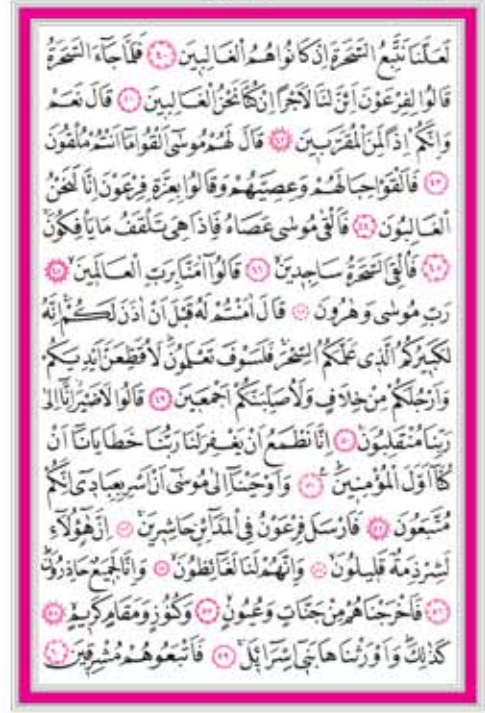 لَعَلَّنَا نَتَّبِعُ السَّحَرَةَ اِنْ كَانُوا هُمُ الْغَالِبٖينَ ﴿٤٠﴾ فَلَمَّا جَٓاءَ السَّحَرَةُ
قَالُوا لِفِرْعَوْنَ اَئِنَّ لَنَا لَاَجْراً اِنْ كُنَّا نَحْنُ الْغَالِبٖينَ ﴿٤١﴾ قَالَ نَعَمْ
وَاِنَّكُمْ اِذاً لَمِنَ الْمُقَرَّبٖينَ ﴿٤٢﴾ قَالَ لَهُمْ مُوسٰٓى اَلْقُوا مَٓا اَنْتُمْ مُلْقُونَ
﴿٤٣﴾ فَاَلْقَوْا حِبَالَهُمْ وَعِصِيَّهُمْ وَقَالُوا بِعِزَّةِ فِرْعَوْنَ اِنَّا لَنَحْنُ
الْغَالِبُونَ ﴿٤٤﴾ فَاَلْقٰى مُوسٰى عَصَاهُ فَاِذَا هِيَ تَلْقَفُ مَا يَأْفِكُونَۚ
﴿٤٥﴾ فَاُلْقِيَ السَّحَرَةُ سَاجِدٖينَۙ ﴿٤٦﴾ قَالُٓوا اٰمَنَّا بِرَبِّ الْعَالَمٖينَۙ ﴿٤٧﴾
رَبِّ مُوسٰى وَهٰرُونَ ﴿٤٨﴾ قَالَ اٰمَنْتُمْ لَهُ قَبْلَ اَنْ اٰذَنَ لَكُمْۚ اِنَّهُ
لَكَبٖيرُكُمُ الَّذٖي عَلَّمَكُمُ السِّحْرَۚ فَلَسَوْفَ تَعْلَمُونَۜ لَاُقَطِّعَنَّ اَيْدِيَكُمْ
وَاَرْجُلَكُمْ مِنْ خِلَافٍ وَلَاُصَلِّبَنَّكُمْ اَجْمَعٖينَ ﴿٤٩﴾ قَالُوا لَا ضَيْرَۘ اِنَّٓا اِلٰى
رَبِّنَا مُنْقَلِبُونَۚ ﴿٥٠﴾ اِنَّا نَطْمَعُ اَنْ يَغْفِرَ لَنَا رَبُّنَا خَطَايَانَٓا اَنْ
كُنَّٓا اَوَّلَ الْمُؤْمِنٖينَۜ ﴿٥١﴾ وَاَوْحَيْنَٓا اِلٰى مُوسٰٓى اَنْ اَسْرِ بِعِبَادٖٓي اِنَّكُمْ
مُتَّبَعُونَ ﴿٥٢﴾ فَاَرْسَلَ فِرْعَوْنُ فِي الْمَدَٓائِنِ حَاشِرٖينَۚ ﴿٥٣﴾ اِنَّ هٰٓؤُ۬لَٓاءِ
لَشِرْذِمَةٌ قَلٖيلُونَۙ ﴿٥٤﴾ وَاِنَّهُمْ لَنَا لَغَٓائِظُونَۙ ﴿٥٥﴾ وَاِنَّا لَجَمٖيعٌ حَاذِرُونَۜ
﴿٥٦﴾ فَاَخْرَجْنَاهُمْ مِنْ جَنَّاتٍ وَعُيُونٍۙ ﴿٥٧﴾ وَكُنُوزٍ وَمَقَامٍ كَرٖيمٍۙ ﴿٥٨﴾
كَذٰلِكَۜ وَاَوْرَثْنَاهَا بَنٖٓي اِسْرَٓائٖلَۜ ﴿٥٩﴾ فَاَتْبَعُوهُمْ مُشْرِقٖينَ ﴿٦٠﴾